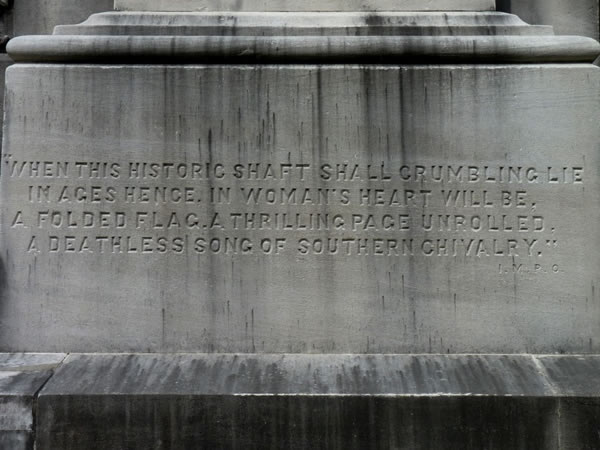 "WHEN THIS HISTORIC SHAFT SHALL CRUMBLING LIE
IN AGES HENCE, IN WOMAN'S HEART WILL BE,
A FOLDED FLAG, A THRILLING PAGE UNROLLED,
A DEATHLESS SONG OF SOUTHERN CHIVALRY."
I. M. P. O.